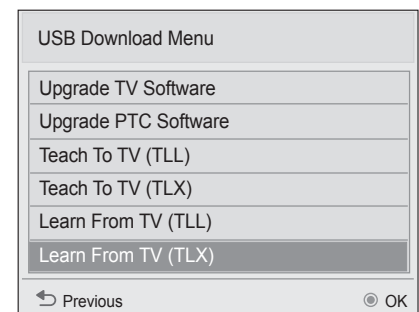 USB Download Menu
Upgrade TV Software
Upgrade PTC Software
Teach To TV (TLL)
Teach To TV (TLX)
Learn From TV (TLL)
Learn From TV (TLX)
Previous OK